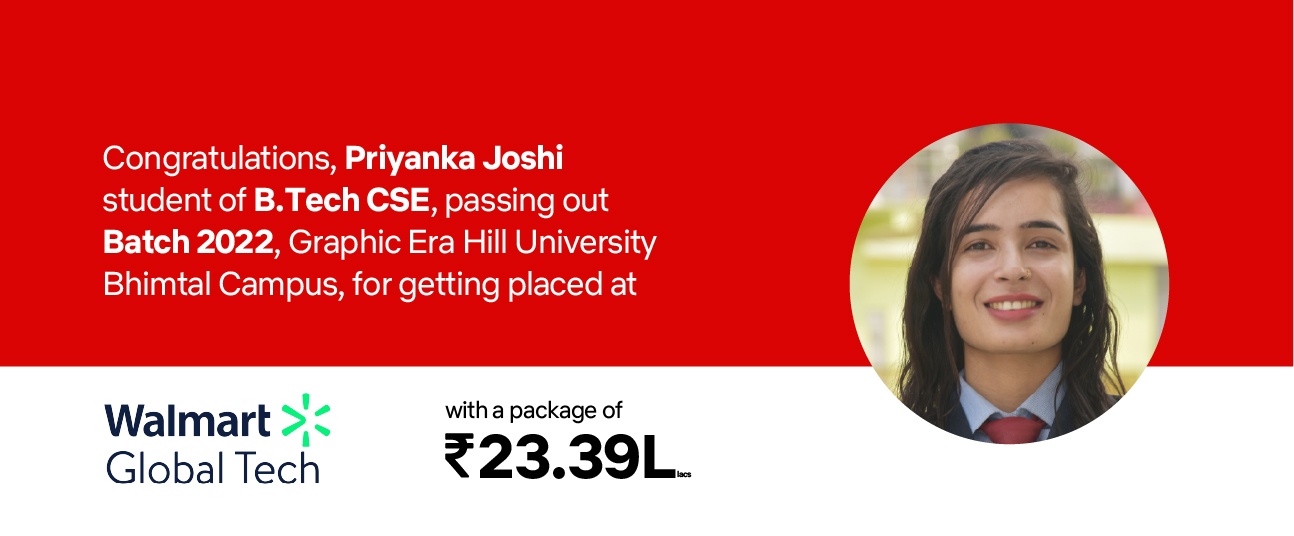 Congratulations, Priyanka Joshi
student of B.Tech CSE, passing out
Batch 2022, Graphic Era Hill University
Bhimtal Campus, for getting placed at
Walmart
Global Tech
with a package of
₹23.39L lacs